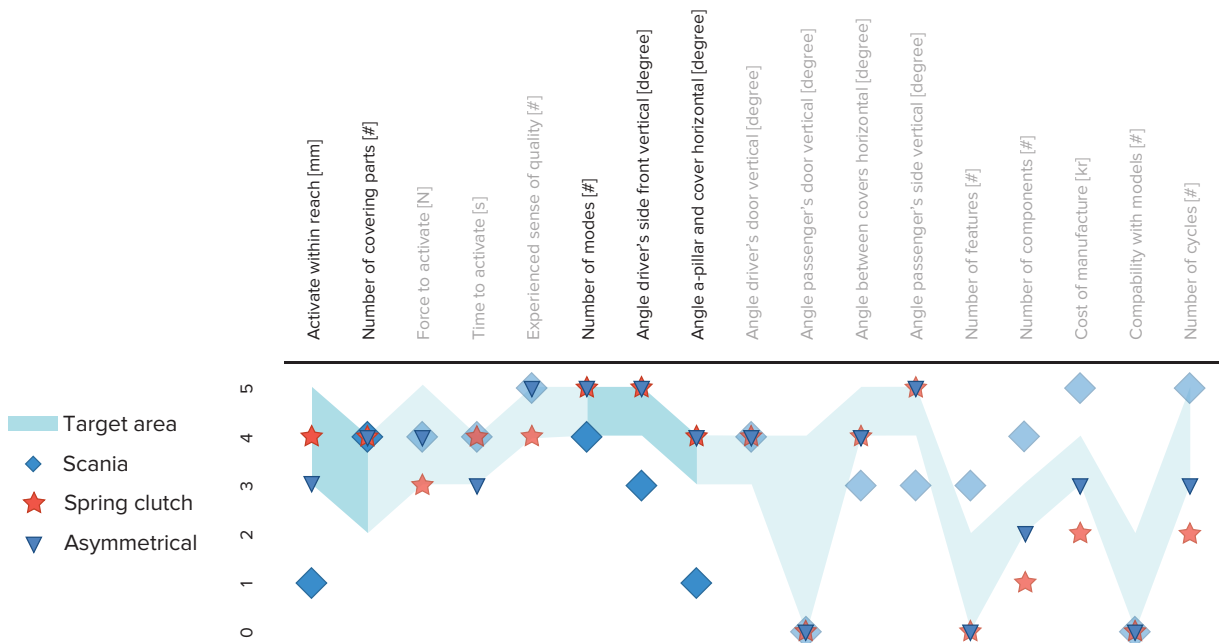 Activate within reach [mm]
Number of covering parts [#]
Force to activate [N]
Time to activate [s]
Experienced sense of quality [#]
Number of modes [#]
Angle driver's side front vertical [degree]
Angle a-pillar and cover horizontal [degree]
Angle driver's door vertical [degree]
Angle passenger's door vertical [degree]
Angle between covers horizontal [degree]
Angle passenger's side vertical [degree]
Number of features [#]
Number of components [#]
Cost of manufacture [kr]
Compability with models [#]
Number of cycles [#]
5
4
3
2
1
0
Target area
Scania
Spring clutch
Asymmetrical